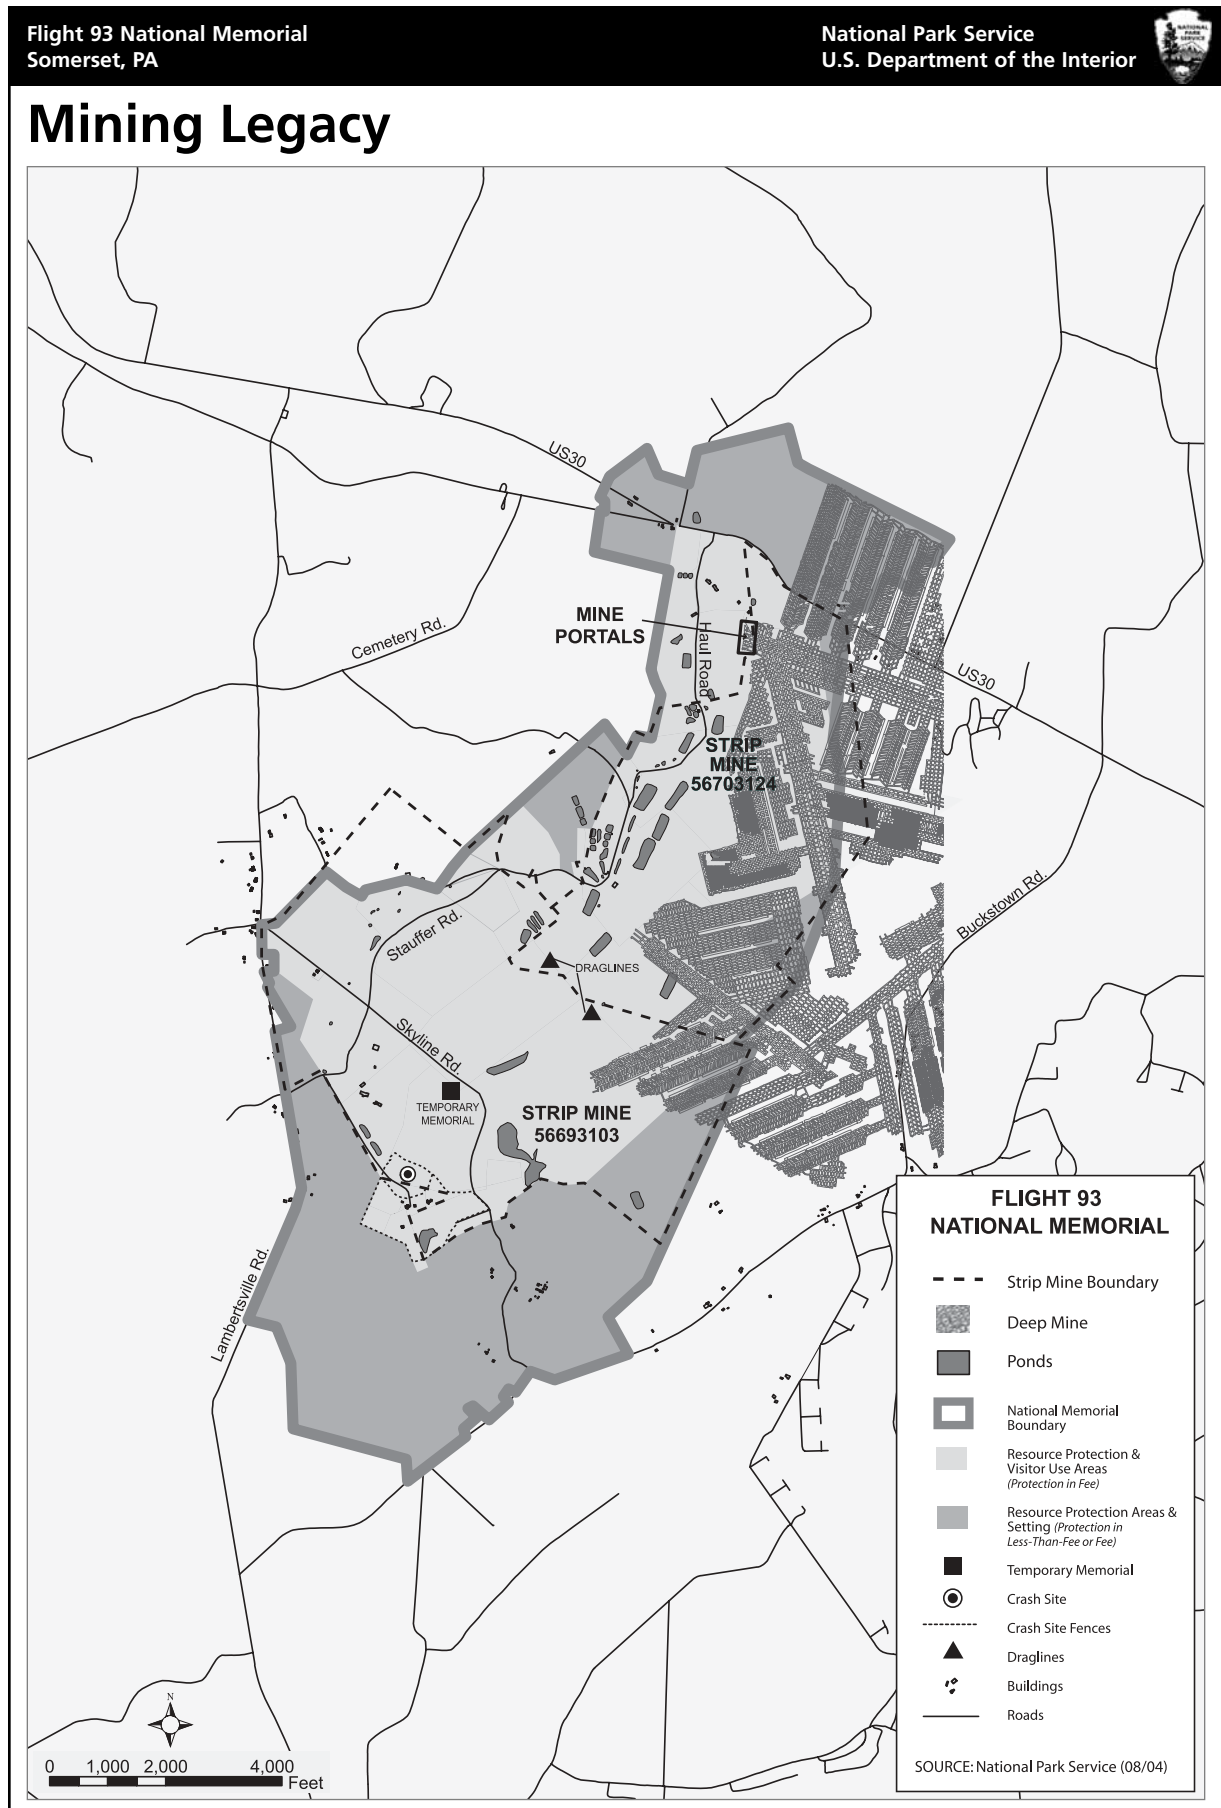 Flight 93 National Memorial
Somerset, PA
National Park Service
U.S. Department of the Interior
NATIONAL
PARK
SERVICE
Mining Legacy
US30
MINE
PORTALS
Cemetery Rd.
Haul Road
US30
STRIP
MINE
56703124
Buckstown Rd.
Stauffer Rd.
DRAGLINES
Skyline Rd.
TEMPORARY
MEMORIAL
STRIP MINE
56693103
Lambertsville Rd.
FLIGHT 93
NATIONAL MEMORIAL
Strip Mine Boundary
Deep Mine
Ponds
National Memorial
Boundary
Resource Protection &
Visitor Use Areas
(Protection in Fee)
Resource Protection Areas &
Setting (Protection in
Less-Than-Fee or Fee)
Temporary Memorial
Crash Site
Crash Site Fences
Draglines
Buildings
Roads
SOURCE: National Park Service (08/04)
N
0 1,000 2,000 4,000
Feet